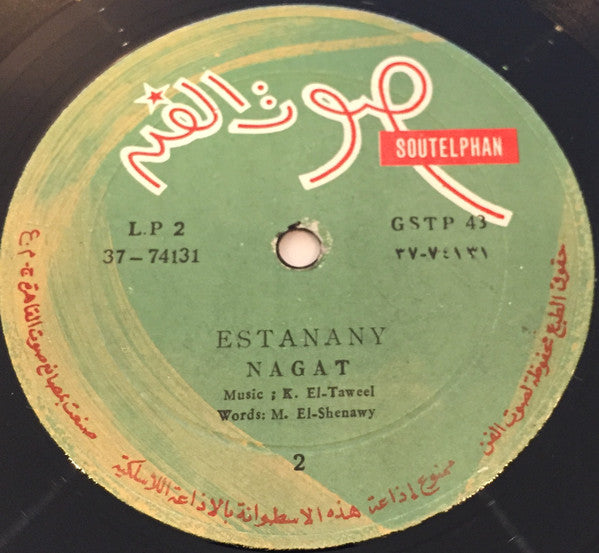 صوت الفن
SOUTELPHAN
L.P 2
37-74131
GSTP 43
٣٧-٧٤١٣١
ESTANANY
NAGAT
Music ; K. El-Taweel
Words: M. El-Shenawy
2
صنعت بمصانع صوت القاهرة ج.م.ع
ممنوع إذاعة هذه الاسطوانة بالاذاعة اللاسلكية
حقوق الطبع محفوظة لصوت الفن